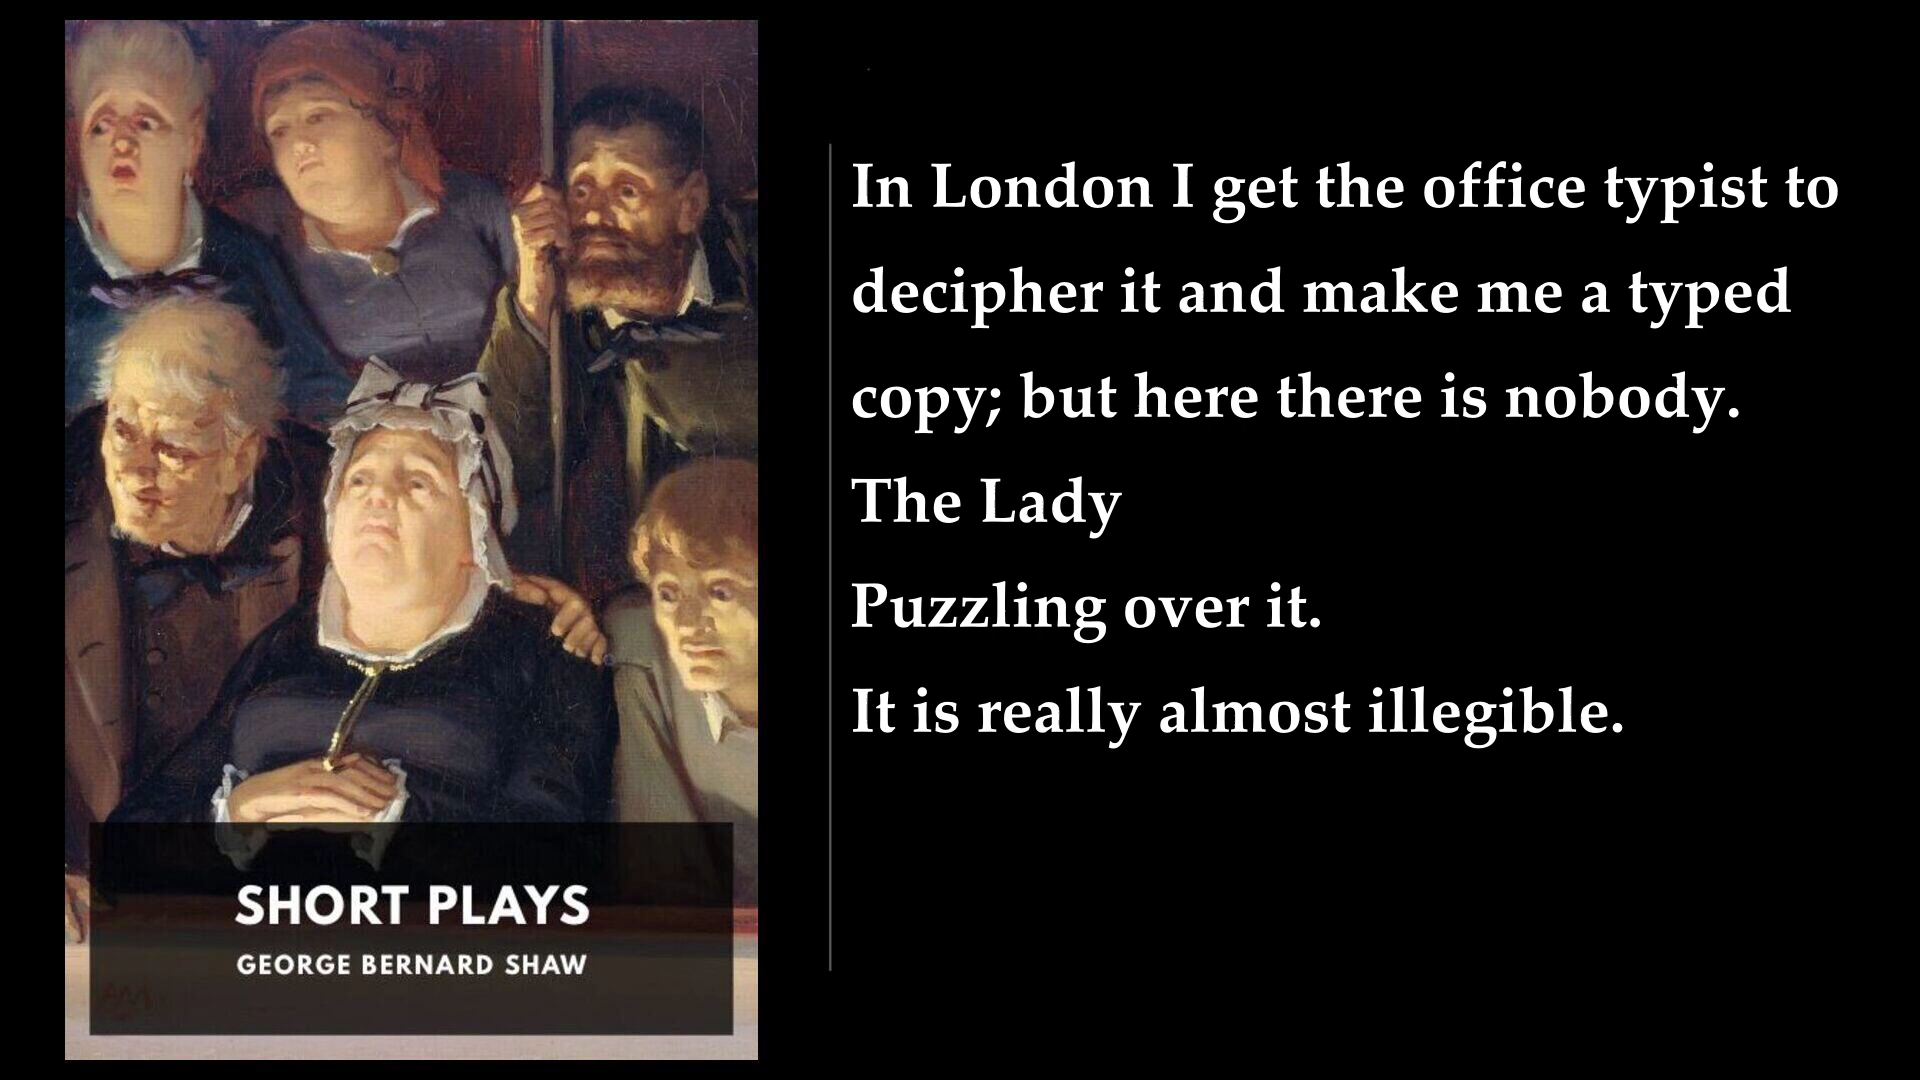 In London I get the office typist to
decipher it and make me a typed
copy; but here there is nobody.
The Lady
Puzzling over it.
It is really almost illegible.
SHORT PLAYS
GEORGE BERNARD SHAW